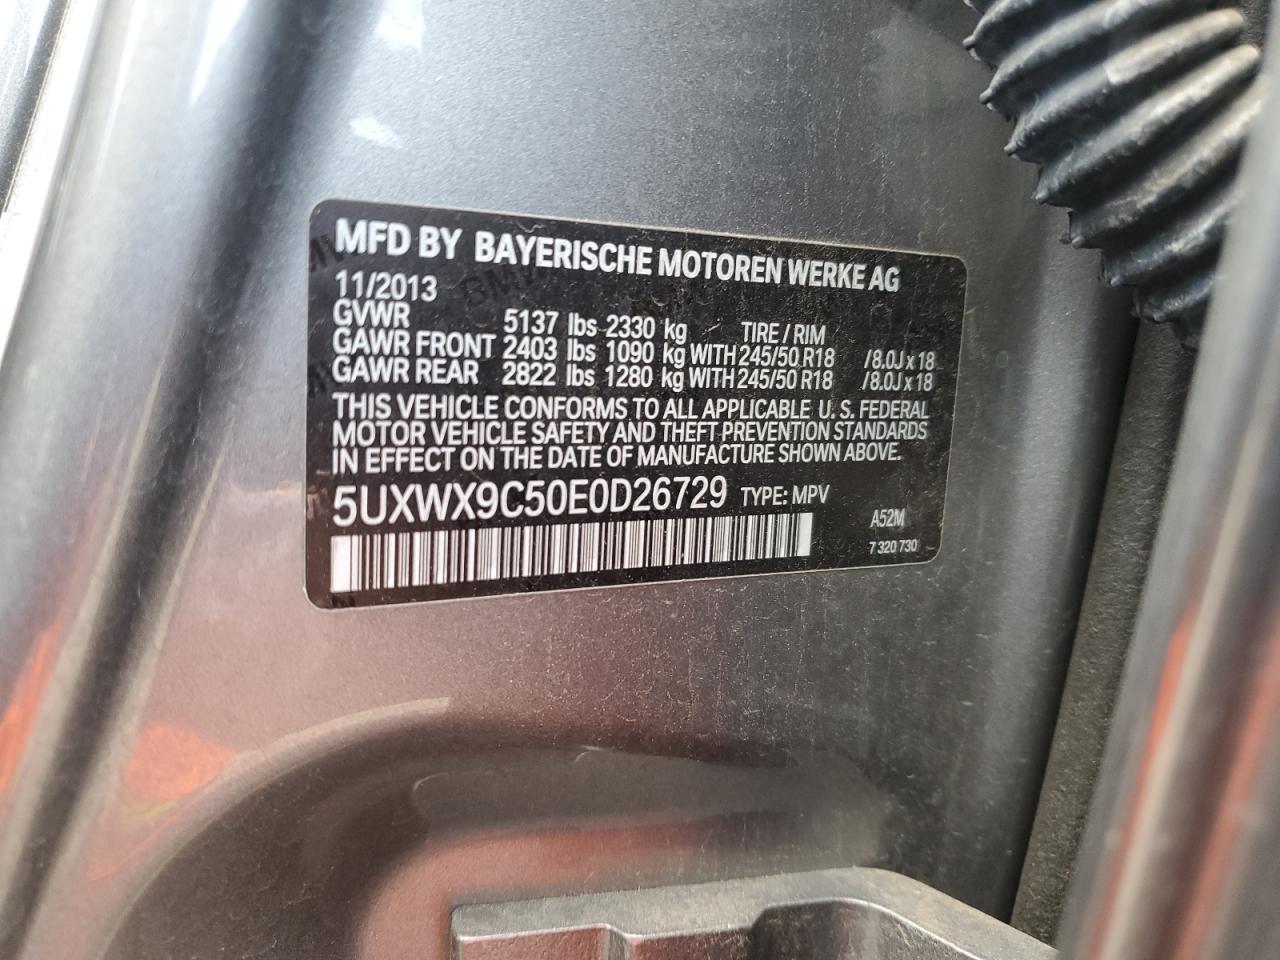 MFD BY BAYERISCHE MOTOREN WERKE AG
11/2013
GVWR 5137 lbs 2330 kg TIRE / RIM
GAWR FRONT 2403 lbs 1090 kg WITH 245/50 R18 /8.0J x 18
GAWR REAR 2822 lbs 1280 kg WITH 245/50 R18 /8.0J x 18
THIS VEHICLE CONFORMS TO ALL APPLICABLE U. S. FEDERAL
MOTOR VEHICLE SAFETY AND THEFT PREVENTION STANDARDS
IN EFFECT ON THE DATE OF MANUFACTURE SHOWN ABOVE.
5UXWX9C50E0D26729 TYPE: MPV
A52M
7 320 730